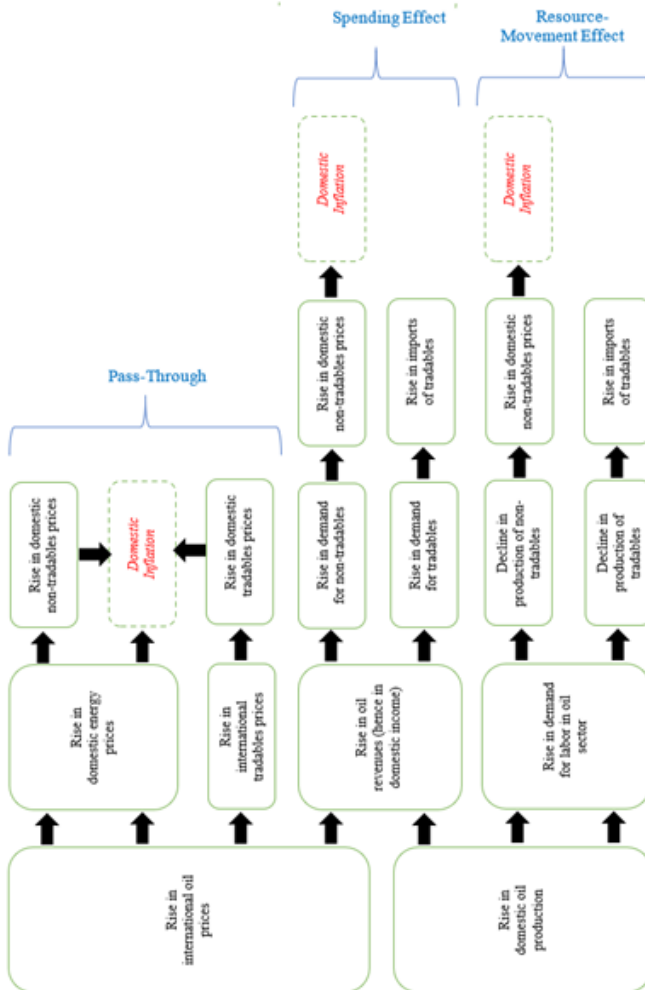 Spending Effect
Resource-
Movement Effect
Domestic
Inflation
Domestic
Inflation
Rise in domestic
non-tradables prices
Rise in imports
of tradables
Rise in domestic
non-tradables prices
Rise in imports
of tradables
Pass-Through
Rise in domestic
non-tradables prices
Domestic
Inflation
Rise in domestic
tradables prices
Rise in demand
for non-tradables
Rise in demand
for tradables
Decline in
production of non-
tradables
Decline in
production of
tradables
Rise in
domestic energy
prices
Rise in
international
tradables prices
Rise in oil
revenues (hence in
domestic income)
Rise in demand
for labor in oil
sector
Rise in
international oil
prices
Rise in
domestic oil
production